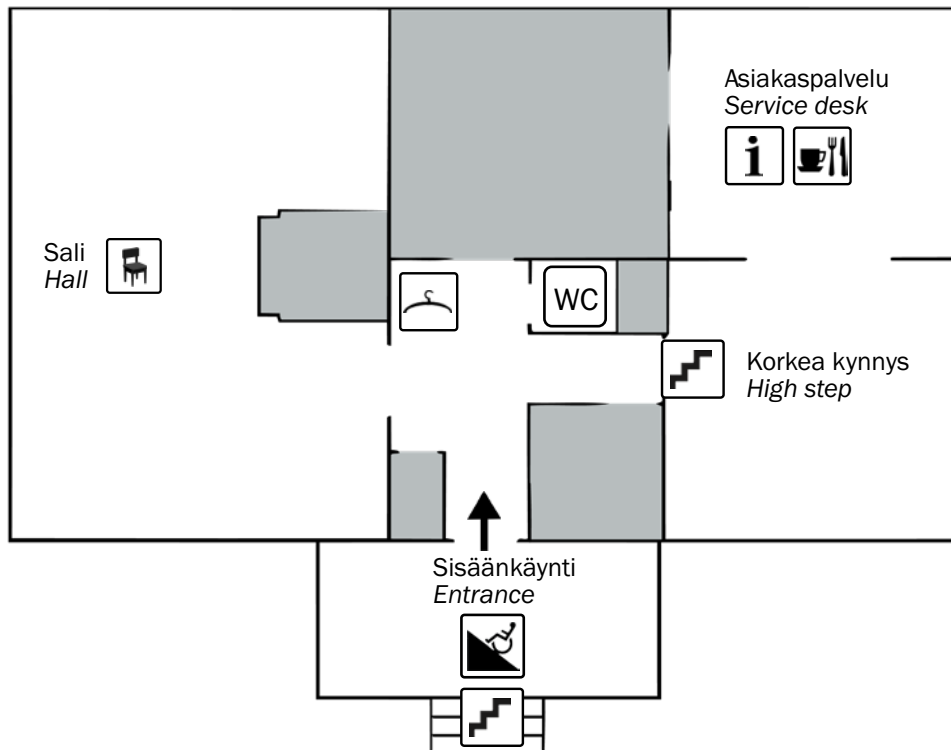 Asiakaspalvelu
Service desk
i
Sali
Hall
WC
Korkea kynnys
High step
Sisäänkäynti
Entrance